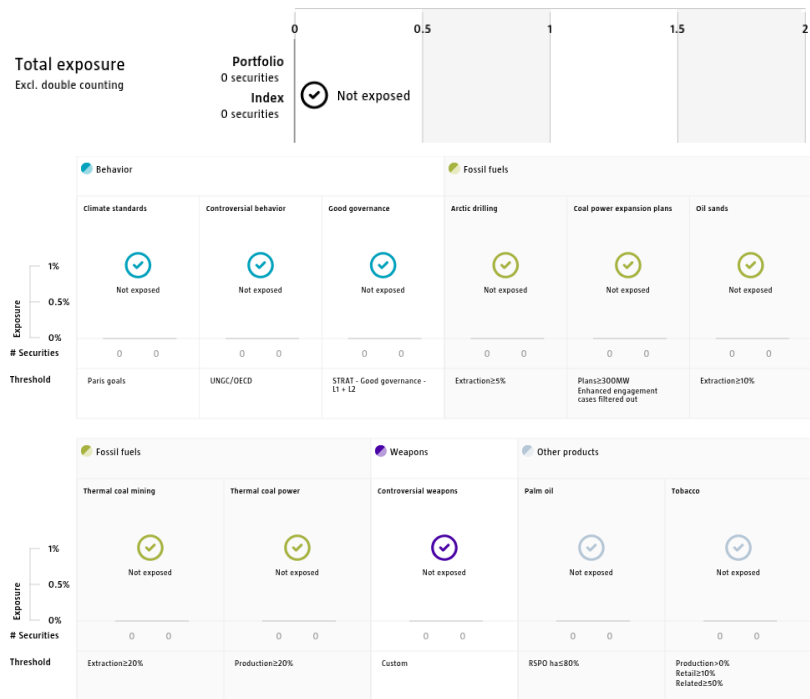 0 0.5 1 1.5 2
Total exposure
Excl. double counting
Portfolio
0 securities
Index
0 securities
Not exposed
Behavior Fossil fuels
Climate standards Controversial behavior Good governance Arctic drilling Coal power expansion plans Oil sands
Not exposed Not exposed Not exposed Not exposed Not exposed Not exposed
Exposure
1%
0.5%
0%
# Securities 0 0 0 0 0 0 0 0 0 0 0 0
Threshold
Paris goals
UNGC/OECD
STRAT - Good governance -
L1 + L2
Extraction≥5%
Plans≥300MW
Enhanced engagement
cases filtered out
Extraction≥10%
Fossil fuels Weapons Other products
Thermal coal mining Thermal coal power Controversial weapons Palm oil Tobacco
Not exposed Not exposed Not exposed Not exposed Not exposed
Exposure
1%
0.5%
0%
# Securities 0 0 0 0 0 0 0 0 0 0
Threshold
Extraction≥20%
Production≥20%
Custom
RSPO ha≤80%
Production>0%
Retail≥10%
Related≥50%